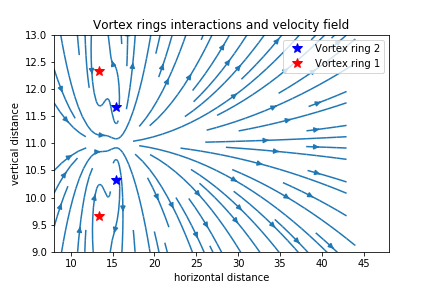 Vortex rings interactions and velocity field
Vortex ring 2
Vortex ring 1
vertical distance
13.0
12.5
12.0
11.5
11.0
10.5
10.0
9.5
9.0
10 15 20 25 30 35 40 45
horizontal distance